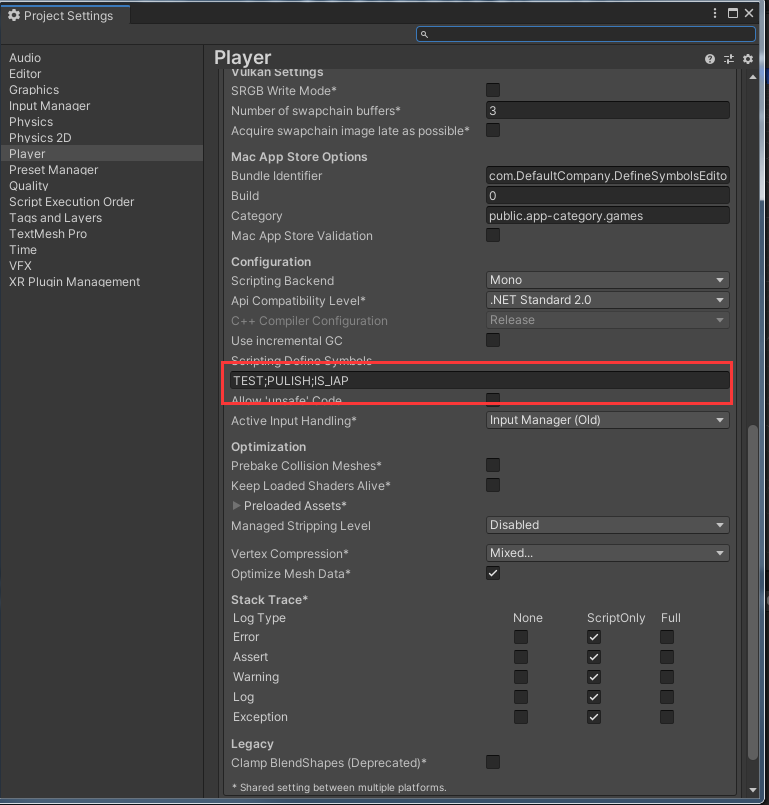 Project Settings
Audio
Editor
Graphics
Input Manager
Physics
Physics 2D
Player
Preset Manager
Quality
Script Execution Order
Tags and Layers
TextMesh Pro
Time
VFX
XR Plugin Management
Player
Vulkan Settings
SRGB Write Mode*
Number of swapchain buffers* 3
Acquire swapchain image late as possible*
Mac App Store Options
Bundle Identifier com.DefaultCompany.DefineSymbolsEdito
Build 0
Category public.app-category.games
Mac App Store Validation
Configuration
Scripting Backend Mono
Api Compatibility Level* .NET Standard 2.0
C++ Compiler Configuration Release
Use incremental GC
Scripting Define Symbols
TEST;PULISH;IS_IAP
Allow 'unsafe' Code
Active Input Handling* Input Manager (Old)
Optimization
Prebake Collision Meshes*
Keep Loaded Shaders Alive*
Preloaded Assets*
Managed Stripping Level Disabled
Vertex Compression* Mixed...
Optimize Mesh Data*
Stack Trace*
Log Type None ScriptOnly Full
Error
Assert
Warning
Log
Exception
Legacy
Clamp BlendShapes (Deprecated)*
* Shared setting between multiple platforms.